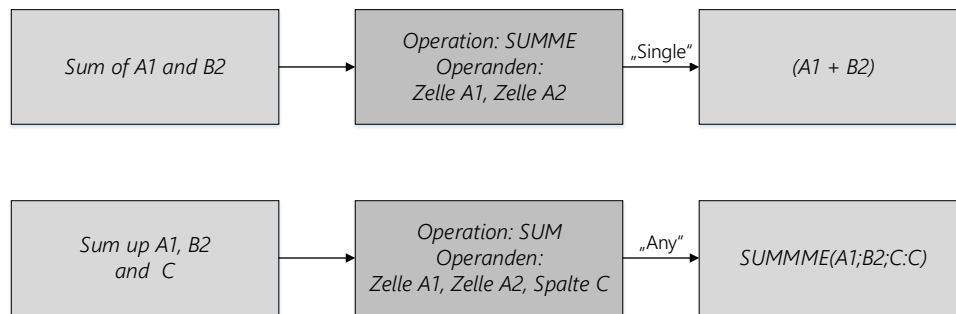 Sum of A1 and B2
Operation: SUMME
Operanden:
Zelle A1, Zelle A2
„Single“
(A1 + B2)
Sum up A1, B2
and C
Operation: SUM
Operanden:
Zelle A1, Zelle A2, Spalte C
„Any“
SUMMME(A1;B2;C:C)